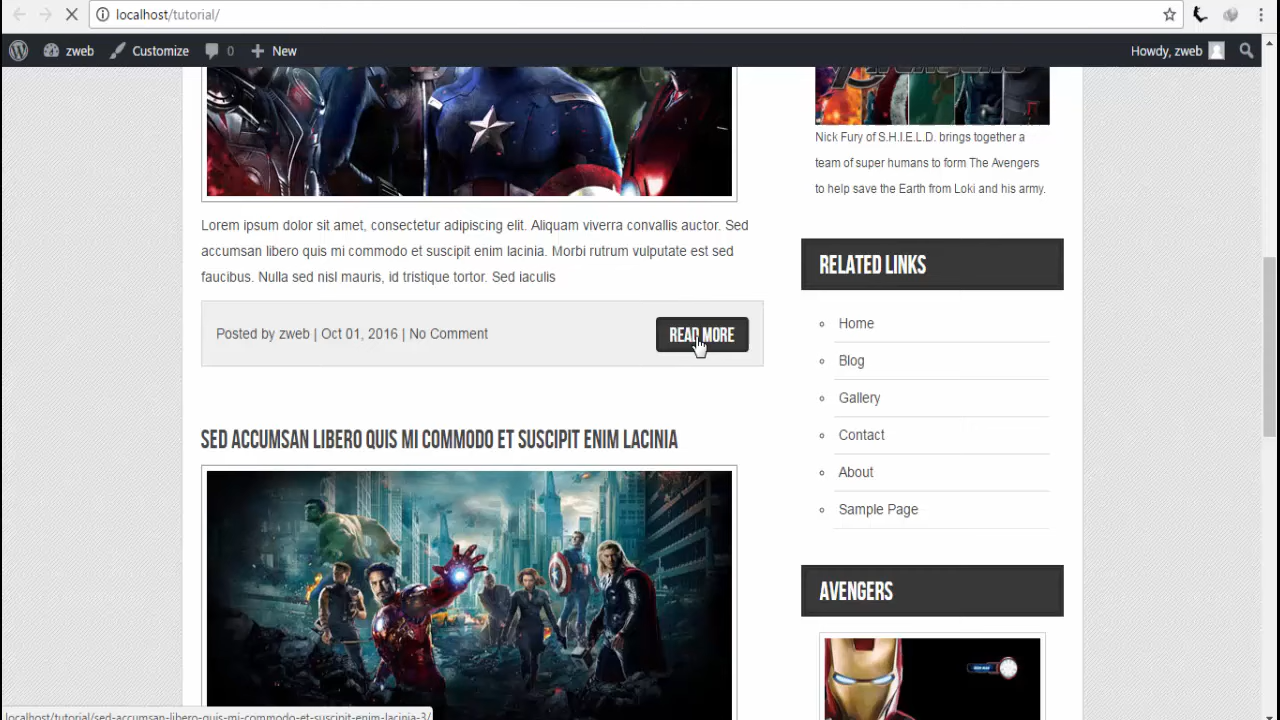 localhost/tutorial/
zweb
Customize
0
New
Howdy, zweb
Lorem ipsum dolor sit amet, consectetur adipiscing elit. Aliquam viverra convallis auctor. Sed
accumsan libero quis mi commodo et suscipit enim lacinia. Morbi rutrum vulputate est sed
faucibus. Nulla sed nisl mauris, id tristique tortor. Sed iaculis
Posted by zweb | Oct 01, 2016 | No Comment
READ MORE
SED ACCUMSAN LIBERO QUIS MI COMMODO ET SUSCIPIT ENIM LACINIA
Nick Fury of S.H.I.E.L.D. brings together a
team of super humans to form The Avengers
to help save the Earth from Loki and his army.
RELATED LINKS
Home
Blog
Gallery
Contact
About
Sample Page
AVENGERS
localhost/tutorial/sed-accumsan-libero-quis-mi-commodo-et-suscipit-enim-lacinia-3/